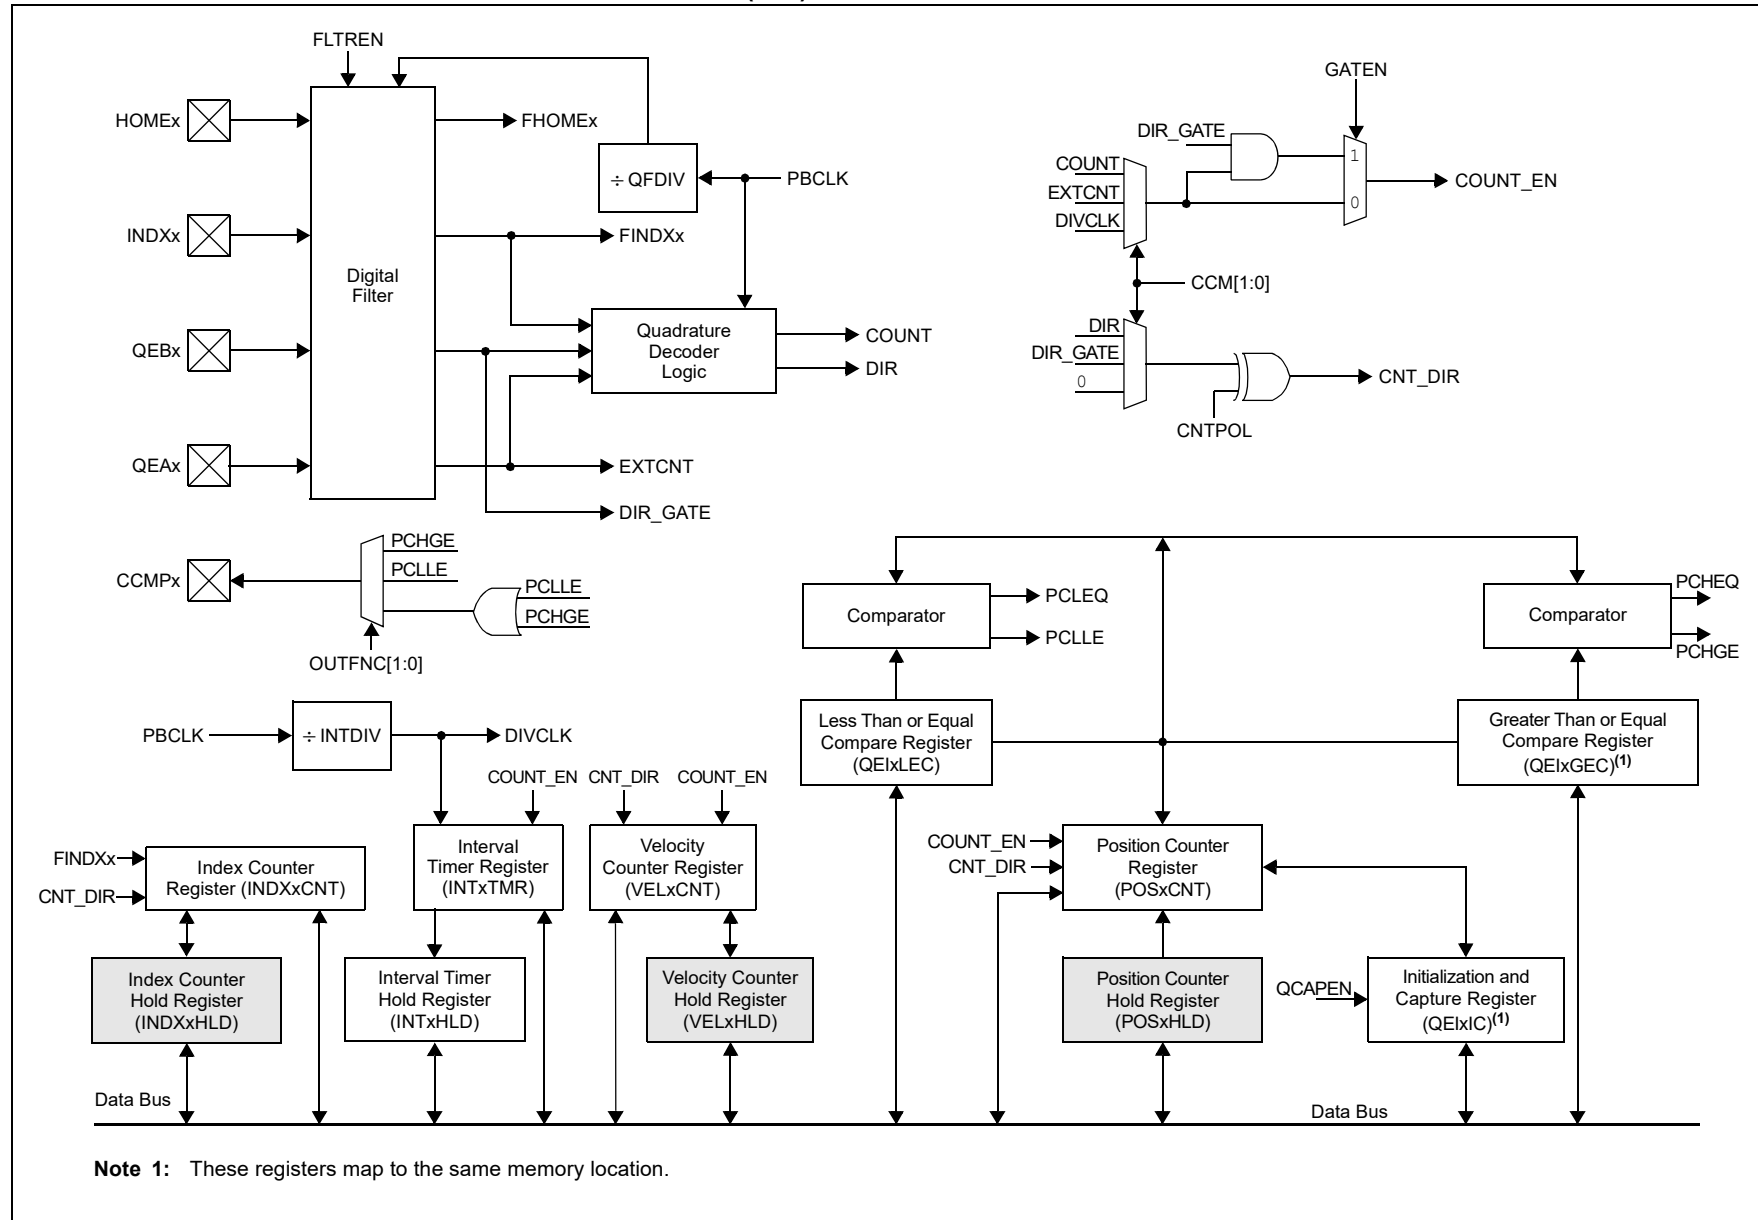 FLTREN
GATEN
HOMEx
FHOMEx
DIR_GATE
÷ QFDIV
PBCLK
COUNT
1
COUNT_EN
EXTCNT
0
DIVCLK
INDXx
FINDXx
Digital
Filter
CCM[1:0]
QEBx
Quadrature
Decoder
Logic
COUNT
DIR
DIR
DIR_GATE
0
CNT_DIR
CNTPOL
QEAx
EXTCNT
DIR_GATE
CCMPx
PCHGE
PCLLE
PCLLE
PCHGE
OUTFNC[1:0]
Comparator
PCLEQ
PCLLE
Comparator
PCHEQ
PCHGE
PBCLK
÷ INTDIV
DIVCLK
Less Than or Equal
Compare Register
(QEIxLEC)
Greater Than or Equal
Compare Register
(QEIxGEC)(1)
COUNT_EN
CNT_DIR
COUNT_EN
FINDXx
CNT_DIR
Index Counter
Register (INDXxCNT)
Interval
Timer Register
(INTxTMR)
Velocity
Counter Register
(VELxCNT)
COUNT_EN
CNT_DIR
Position Counter
Register
(POSxCNT)
Index Counter
Hold Register
(INDXxHLD)
Interval Timer
Hold Register
(INTxHLD)
Velocity Counter
Hold Register
(VELxHLD)
Position Counter
Hold Register
(POSxHLD)
QCAPEN
Initialization and
Capture Register
(QEIxIC)(1)
Data Bus
Data Bus
Note 1: These registers map to the same memory location.